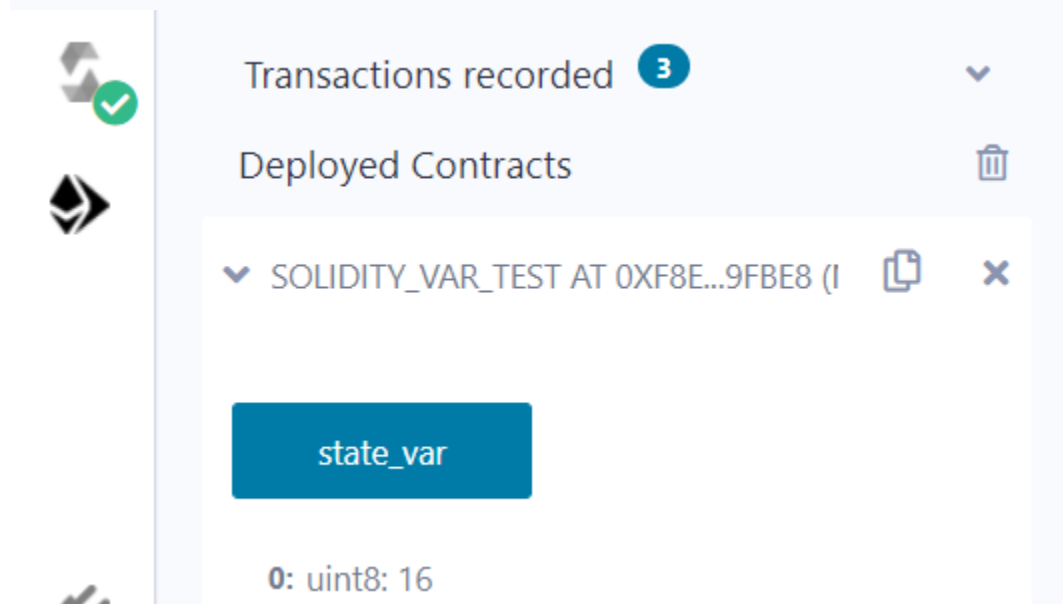 Transactions recorded 3
Deployed Contracts
SOLIDITY_VAR_TEST AT 0XF8E...9FBE8 (
state_var
0: uint8: 16